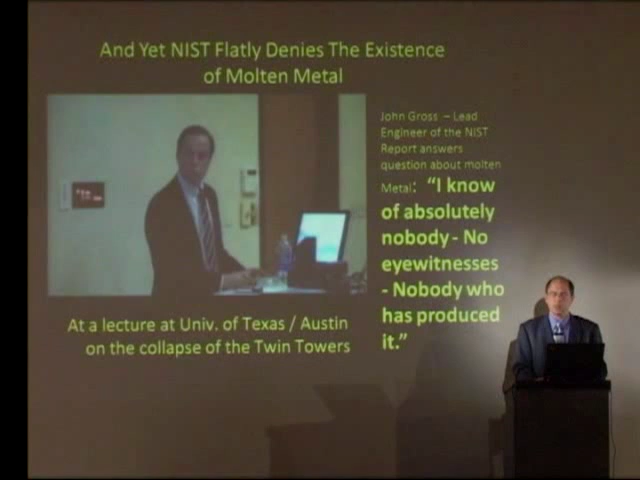 And Yet NIST Flatly Denies The Existence
of Molten Metal
John Gross – Lead
Engineer of the NIST
Report answers
question about molten
Metal: “I know
of absolutely
nobody - No
eyewitnesses
- Nobody who
has produced
it.”
At a lecture at Univ. of Texas / Austin
on the collapse of the Twin Towers